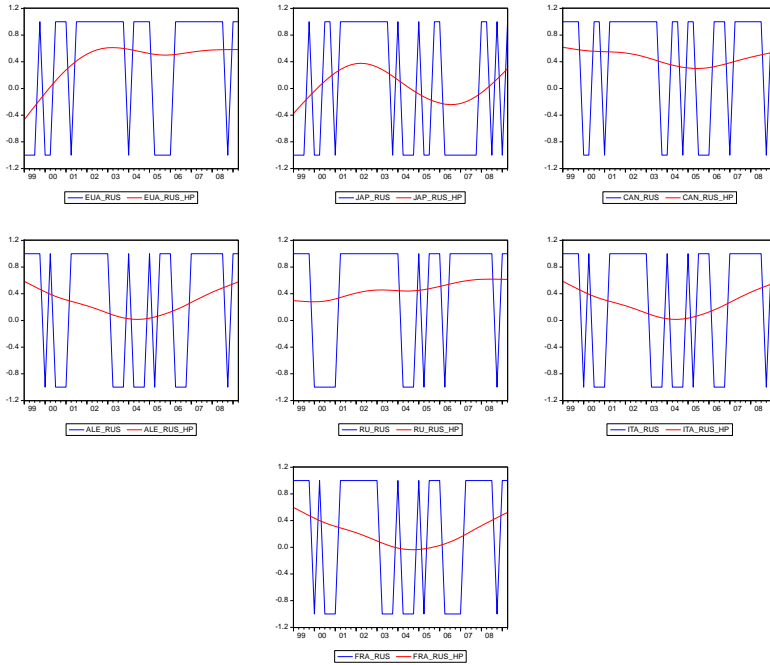 1.2 1.2 1.2
0.8 0.8 0.8
0.4 0.4 0.4
0.0 0.0 0.0
-0.4 -0.4 -0.4
-0.8 -0.8 -0.8
-1.2 -1.2 -1.2
99 00 01 02 03 04 05 06 07 08 99 00 01 02 03 04 05 06 07 08 99 00 01 02 03 04 05 06 07 08
EUA_RUS EUA_RUS_HP JAP_RUS JAP_RUS_HP CAN_RUS CAN_RUS_HP
1.2 1.2 1.2
0.8 0.8 0.8
0.4 0.4 0.4
0.0 0.0 0.0
-0.4 -0.4 -0.4
-0.8 -0.8 -0.8
-1.2 -1.2 -1.2
99 00 01 02 03 04 05 06 07 08 99 00 01 02 03 04 05 06 07 08 99 00 01 02 03 04 05 06 07 08
ALE_RUS ALE_RUS_HP RU_RUS RU_RUS_HP ITA_RUS ITA_RUS_HP
1.2
0.8
0.4
0.0
-0.4
-0.8
-1.2
99 00 01 02 03 04 05 06 07 08
FRA_RUS FRA_RUS_HP